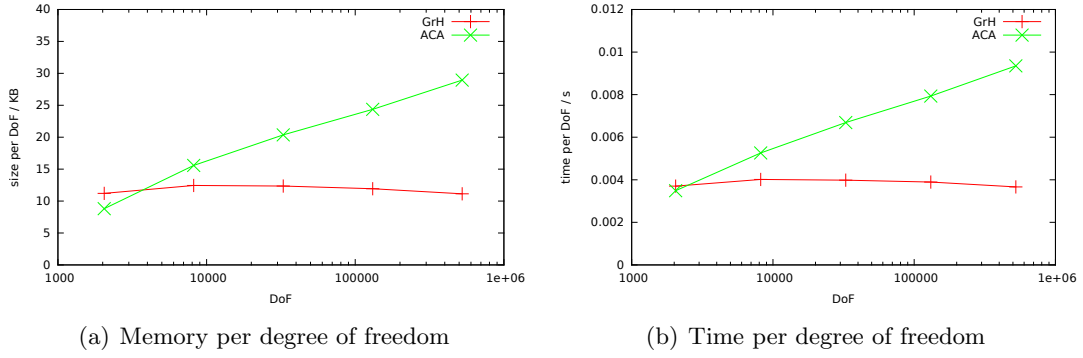 40
35
30
25
20
15
10
5
0
size per DoF / KB
1000
10000
100000
1e+06
DoF
GrH
ACA
(a) Memory per degree of freedom
0.012
0.01
0.008
0.006
0.004
0.002
0
time per DoF / s
1000
10000
100000
1e+06
DoF
GrH
ACA
(b) Time per degree of freedom